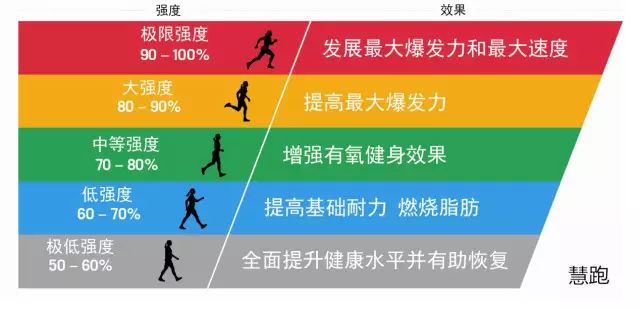 强度 效果
极限强度
90 – 100%
发展最大爆发力和最大速度
大强度
80 – 90%
提高最大爆发力
中等强度
70 – 80%
增强有氧健身效果
低强度
60 – 70%
提高基础耐力 燃烧脂肪
极低强度
50 – 60%
全面提升健康水平并有助恢复
慧跑